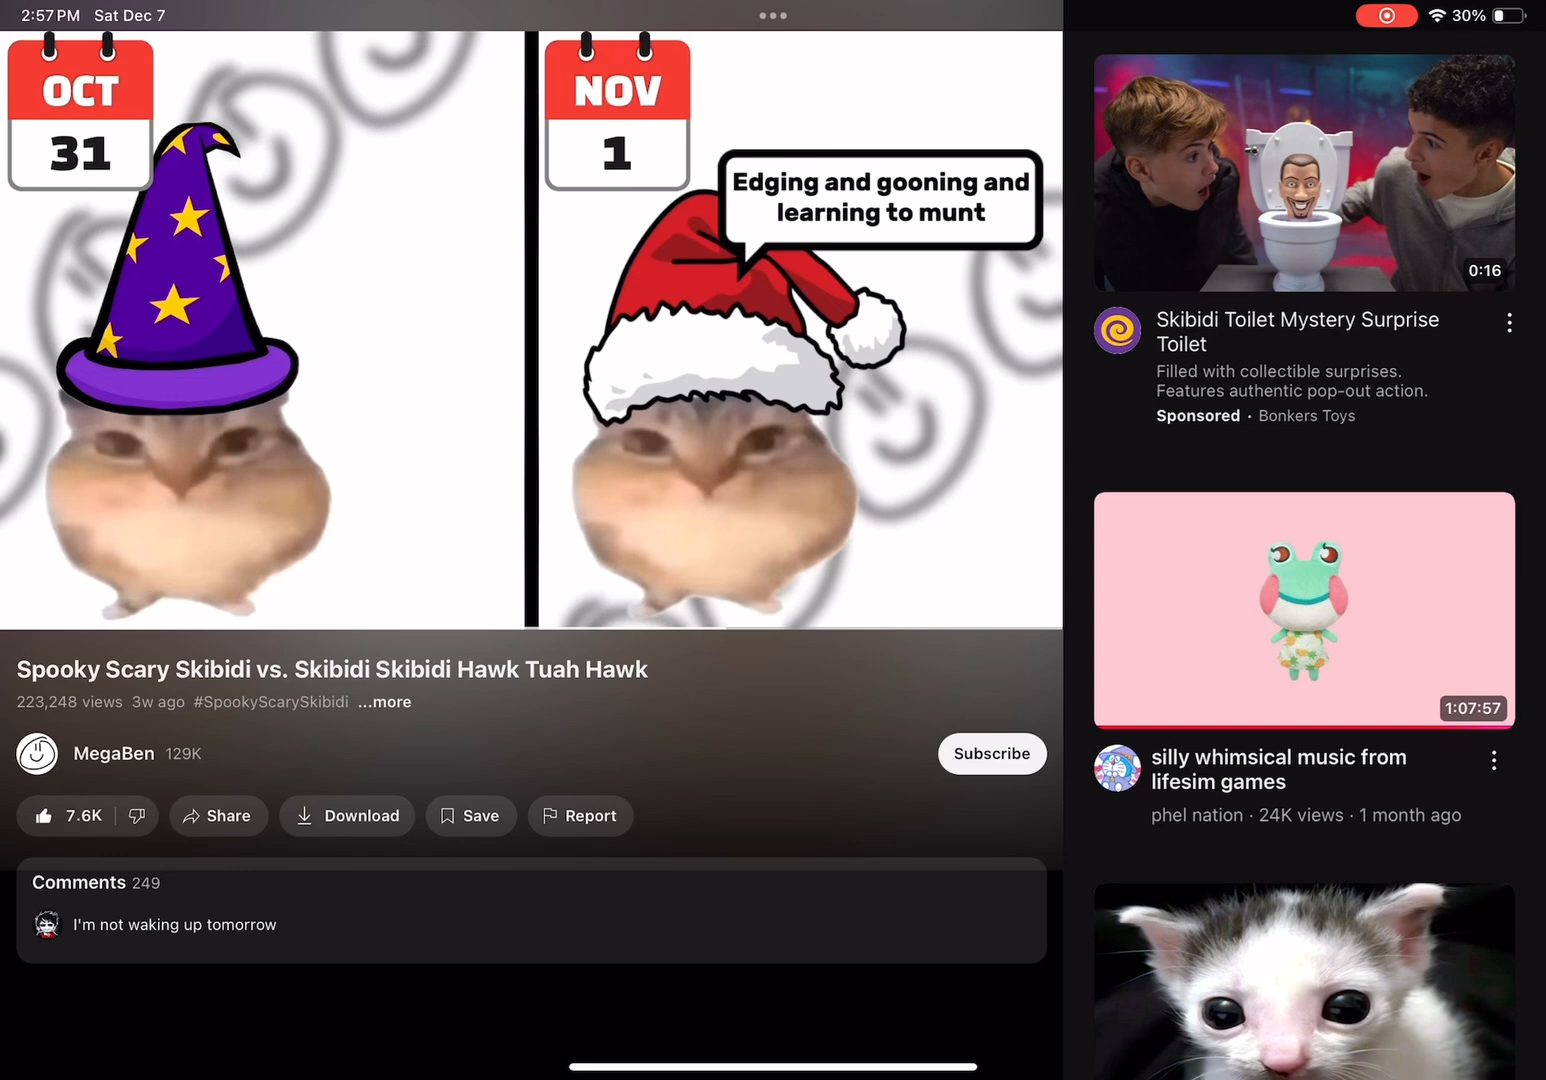 2:57 PM Sat Dec 7
30%
OCT
31
NOV
1
Edging and gooning and
learning to munt
Spooky Scary Skibidi vs. Skibidi Skibidi Hawk Tuah Hawk
223,248 views 3w ago #SpookyScarySkibidi ...more
MegaBen 129K
Subscribe
7.6K
Share
Download
Save
Report
Comments 249
I'm not waking up tomorrow
0:16
Skibidi Toilet Mystery Surprise
Toilet
Filled with collectible surprises.
Features authentic pop-out action.
Sponsored · Bonkers Toys
1:07:57
silly whimsical music from
lifesim games
phel nation · 24K views · 1 month ago